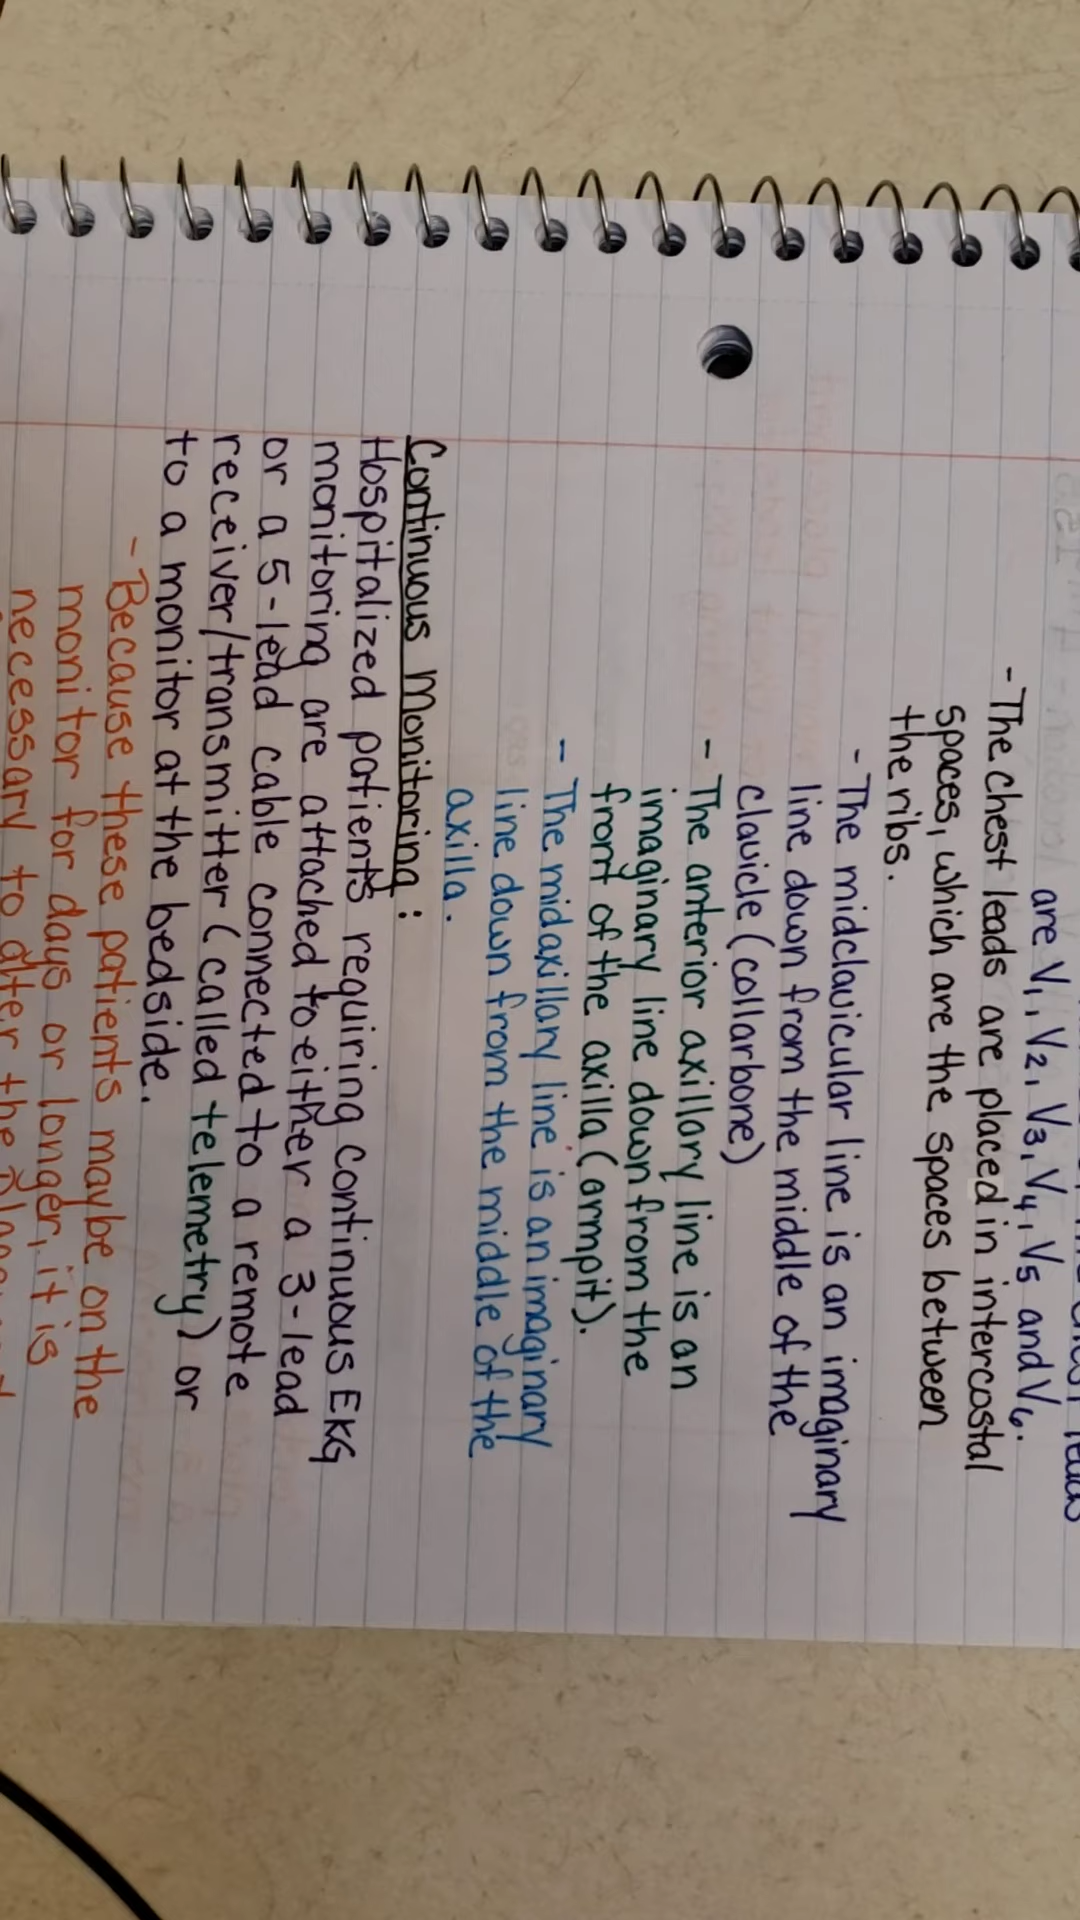 leads
are V1, V2, V3, V4, V5 and V6.
- The chest leads are placed in intercostal
spaces, which are the spaces between
the ribs.
- The midclavicular line is an imaginary
line down from the middle of the
clavicle (collarbone)
- The anterior axillary line is an
imaginary line down from the
front of the axilla (armpit).
- The midaxillary line is an imaginary
line down from the middle of the
axilla.
Continuous Monitoring:
Hospitalized patients requiring continuous EKG
monitoring are attached to either a 3-lead
or a 5-lead cable connected to a remote
receiver/transmitter (called telemetry) or
to a monitor at the bedside.
- Because these patients maybe on the
monitor for days or longer, it is
necessary to alter the